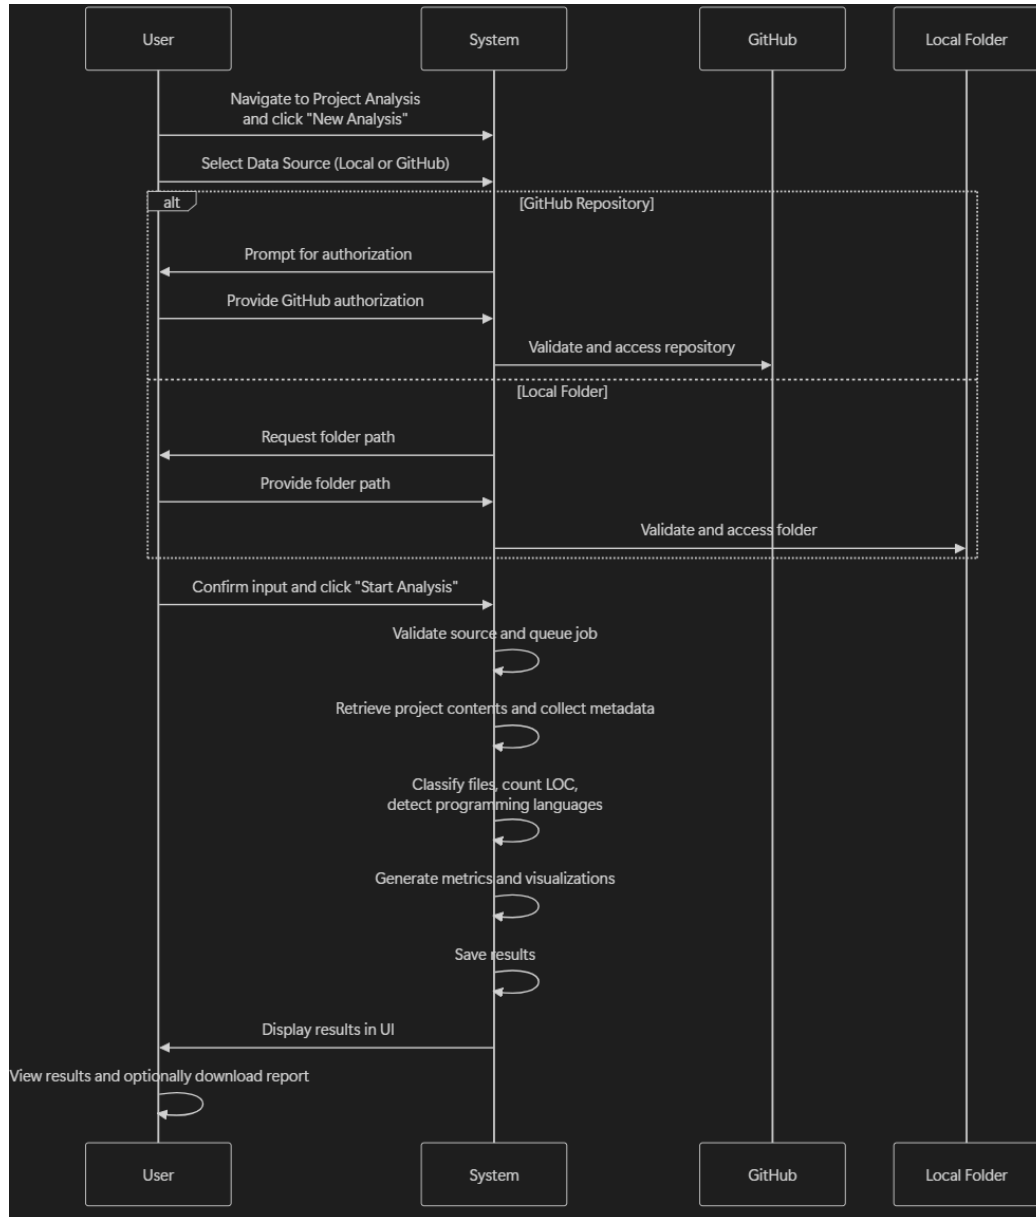 User
System
GitHub
Local Folder
Navigate to Project Analysis
and click "New Analysis"
Select Data Source (Local or GitHub)
alt
[GitHub Repository]
Prompt for authorization
Provide GitHub authorization
Validate and access repository
[Local Folder]
Request folder path
Provide folder path
Validate and access folder
Confirm input and click "Start Analysis"
Validate source and queue job
Retrieve project contents and collect metadata
Classify files, count LOC,
detect programming languages
Generate metrics and visualizations
Save results
Display results in UI
View results and optionally download report
User
System
GitHub
Local Folder